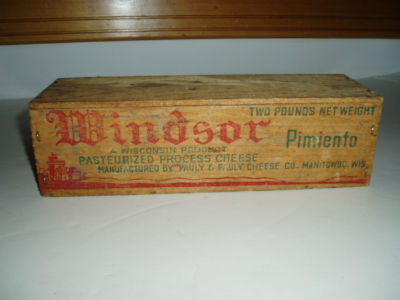 TWO POUNDS NET WEIGHT
Windsor
Pimiento
A WISCONSIN PRODUCT
PASTEURIZED PROCESS CHEESE
MANUFACTURED BY PAULY & PAULY CHEESE CO. MANITOWOC, WIS.